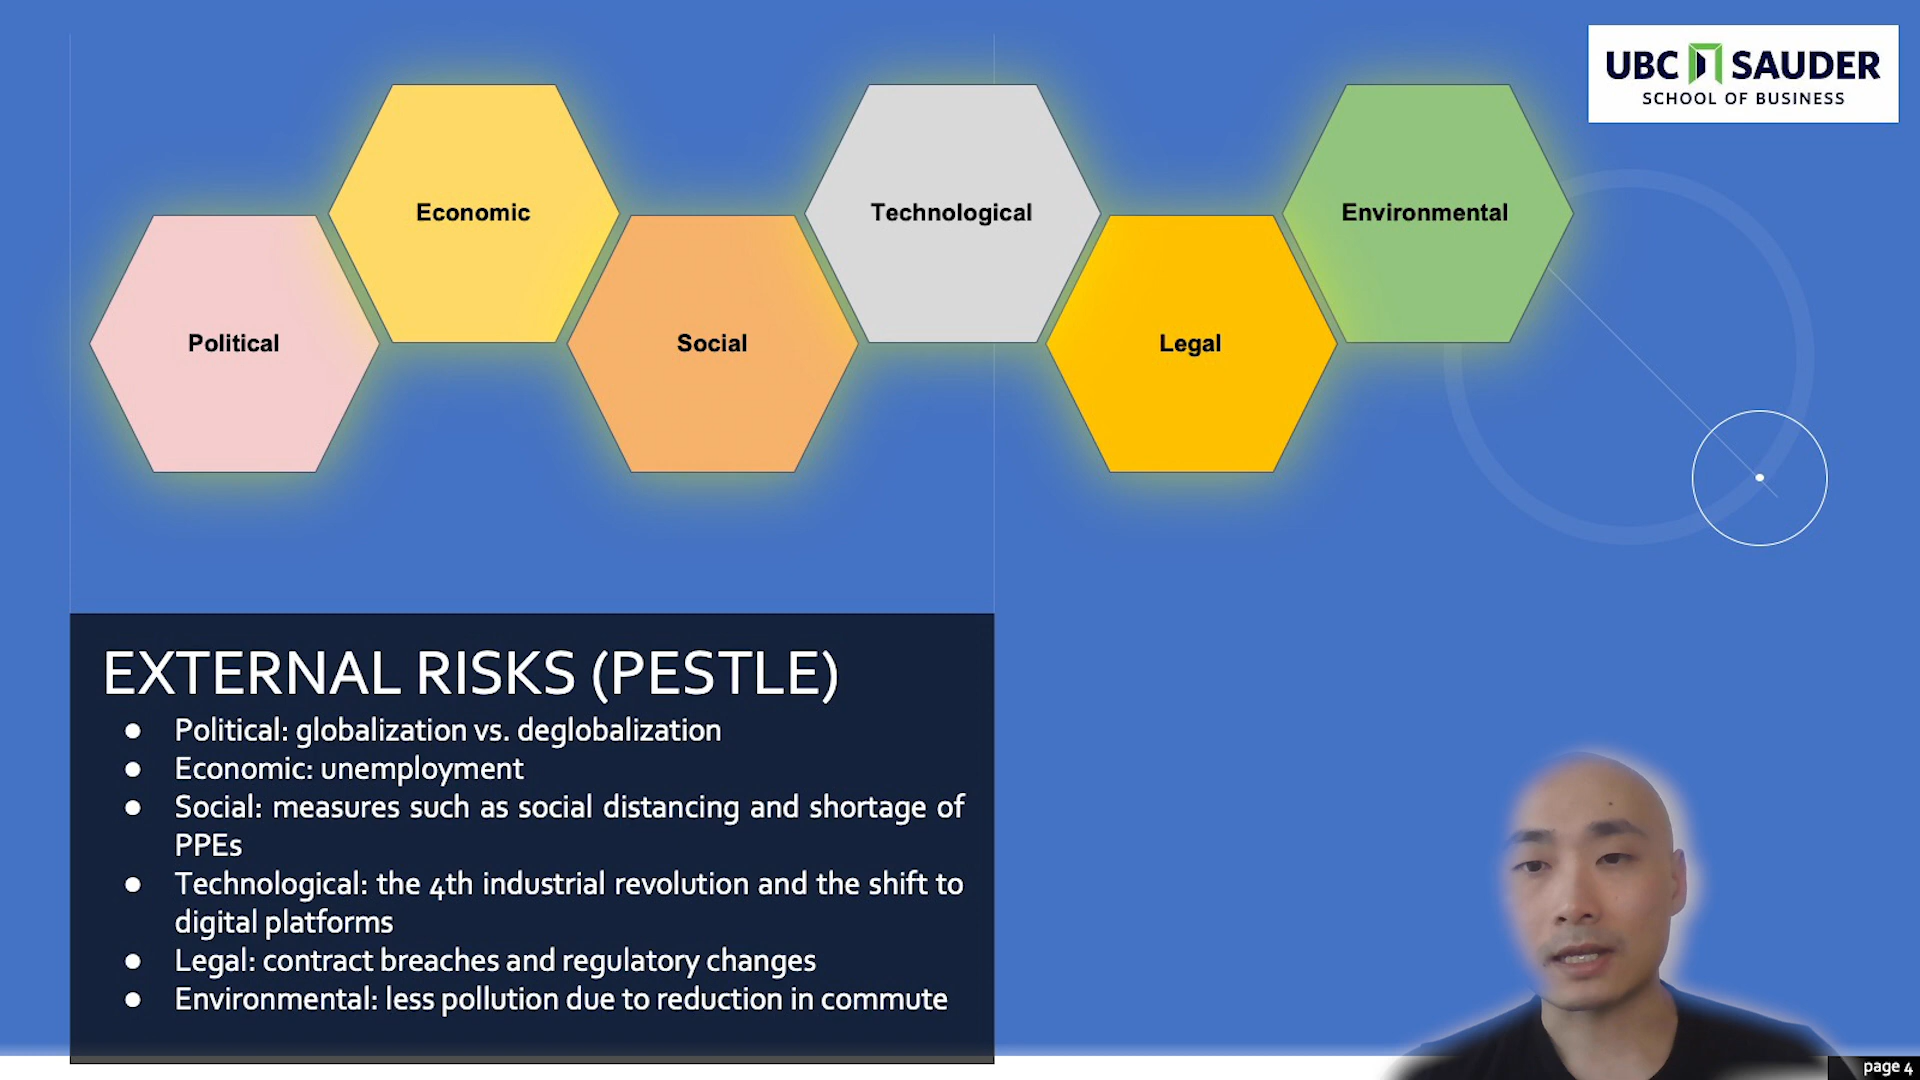 UBC SAUDER
SCHOOL OF BUSINESS
Economic
Technological
Environmental
Political
Social
Legal
EXTERNAL RISKS (PESTLE)
● Political: globalization vs. deglobalization
● Economic: unemployment
● Social: measures such as social distancing and shortage of
PPEs
● Technological: the 4th industrial revolution and the shift to
digital platforms
● Legal: contract breaches and regulatory changes
● Environmental: less pollution due to reduction in commute
page 4